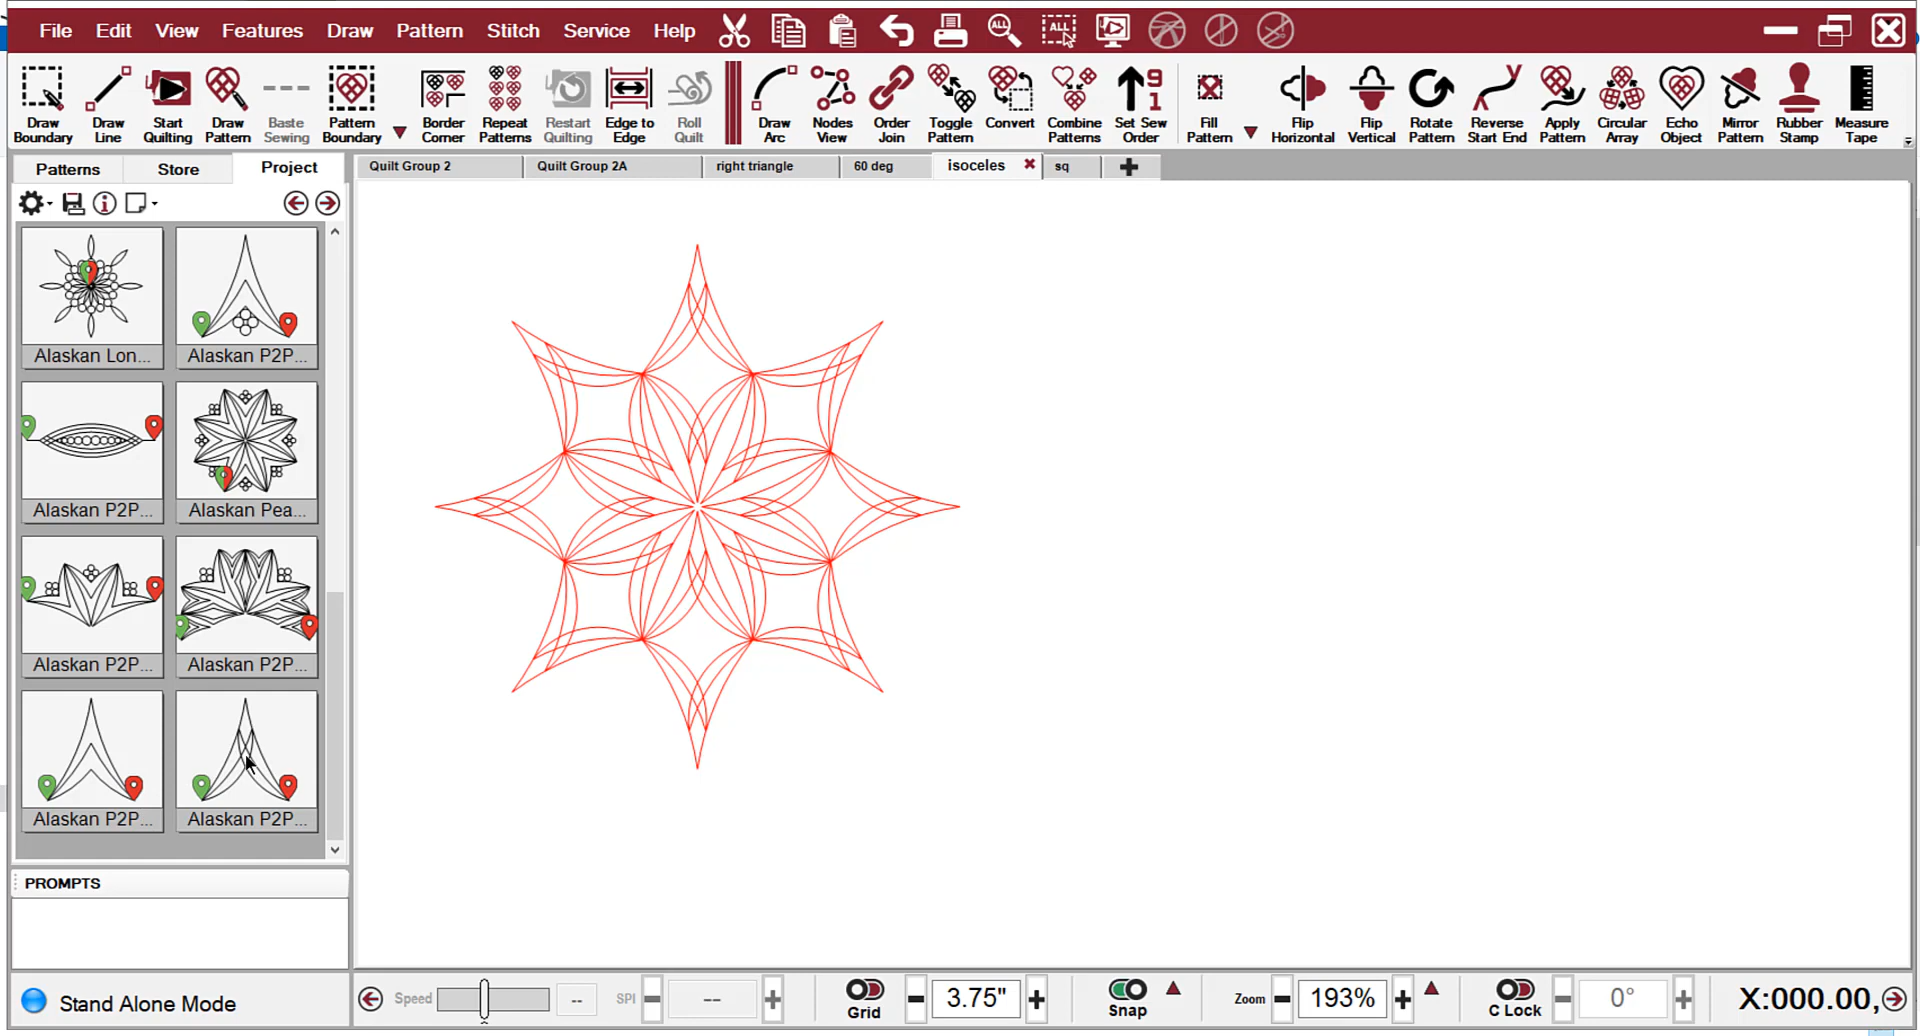 File Edit View Features Draw Pattern Stitch Service Help
ALL
ALL
9
1
y
Draw Boundary
Draw Line
Start Quilting
Draw Pattern
Baste Sewing
Pattern Boundary
Border Corner
Repeat Patterns
Restart Quilting
Edge to Edge
Roll Quilt
Draw Arc
Nodes View
Order Join
Toggle Pattern
Convert
Combine Patterns
Set Sew Order
Fill Pattern
Flip Horizontal
Flip Vertical
Rotate Pattern
Reverse Start End
Apply Pattern
Circular Array
Echo Object
Mirror Pattern
Rubber Stamp
Measure Tape
Patterns Store Project
Quilt Group 2 Quilt Group 2A right triangle 60 deg isoceles sq
Alaskan Lon... Alaskan P2P...
Alaskan P2P... Alaskan Pea...
Alaskan P2P... Alaskan P2P...
Alaskan P2P... Alaskan P2P...
PROMPTS
Stand Alone Mode
Speed -- SPI --
Grid 3.75"
Snap
Zoom 193%
C Lock 0°
X:000.00,